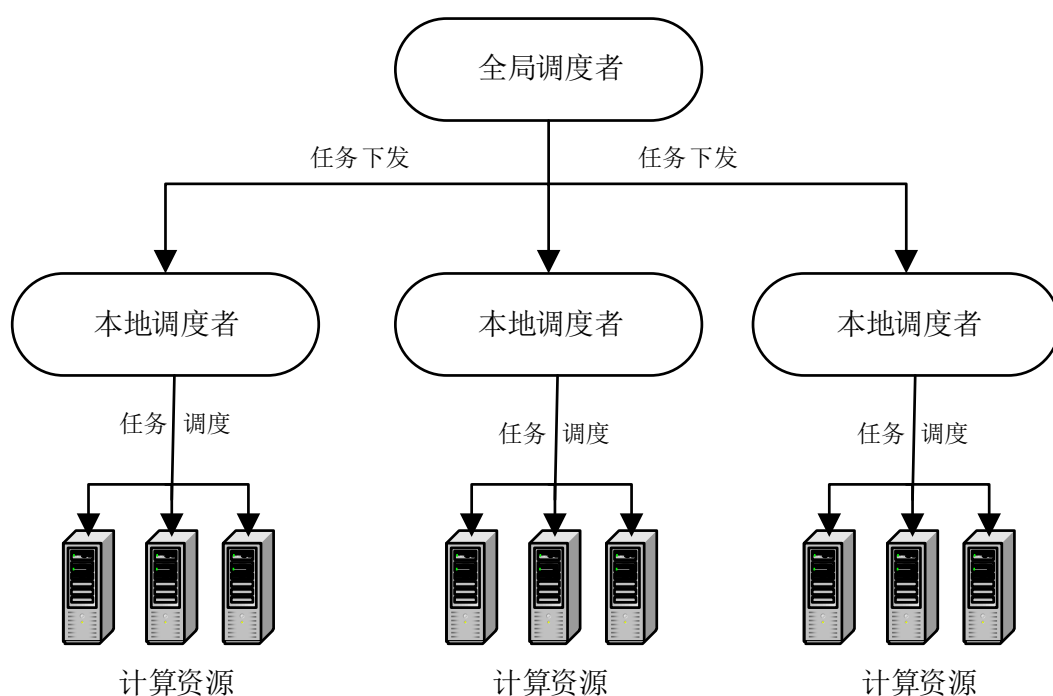 全局调度者
任务下发 任务下发
本地调度者 本地调度者 本地调度者
任务 调度 任务 调度 任务 调度
计算资源 计算资源 计算资源